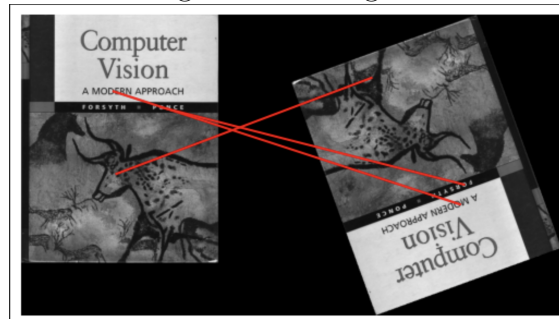 Computer
Vision
A MODERN APPROACH
FORSYTH PONCE
FORSYTH PONCE
A MODERN APPROACH
Computer
Vision